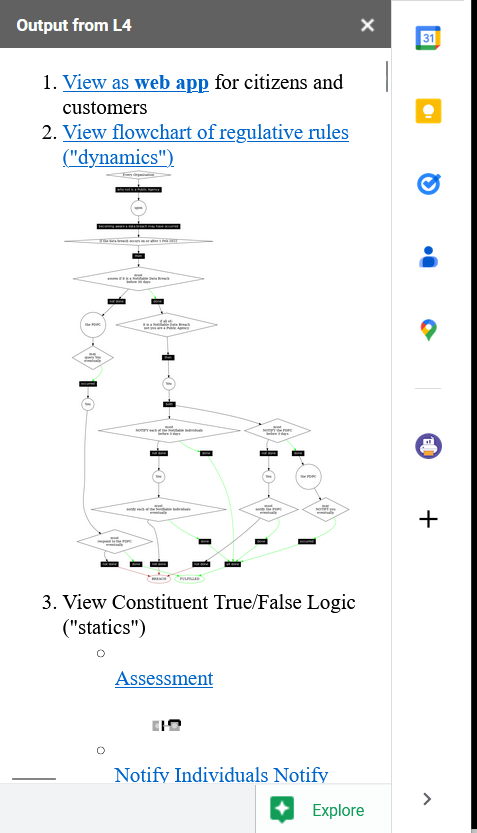 Output from L4
31
1. View as web app for citizens and
customers
2. View flowchart of regulative rules
("dynamics")
Every Organisation
who not is a Public Agency
upon
becoming aware a data breach may have occurred
if the data breach occurs on or after 1 Feb 2022
then
must
assess if it is a Notifiable Data Breach
before 30 days
not done
done
the PDPC
if all of:
it is a Notifiable Data Breach
not you are a Public Agency
may
query you
eventually
then
occurred
You
You
both
must
NOTIFY each of the Notifiable Individuals
before 3 days
must
NOTIFY the PDPC
before 3 days
not done
done
not done
done
You
You
the PDPC
must
notify each of the Notifiable Individuals
eventually
must
notify the PDPC
eventually
may
NOTIFY you
eventually
must
respond to the PDPC
eventually
done
done
occurred
not done
done
not done
not done
all done
BREACH
FULFILLED
3. View Constituent True/False Logic
("statics")
Assessment
Notify Individuals Notify
Explore